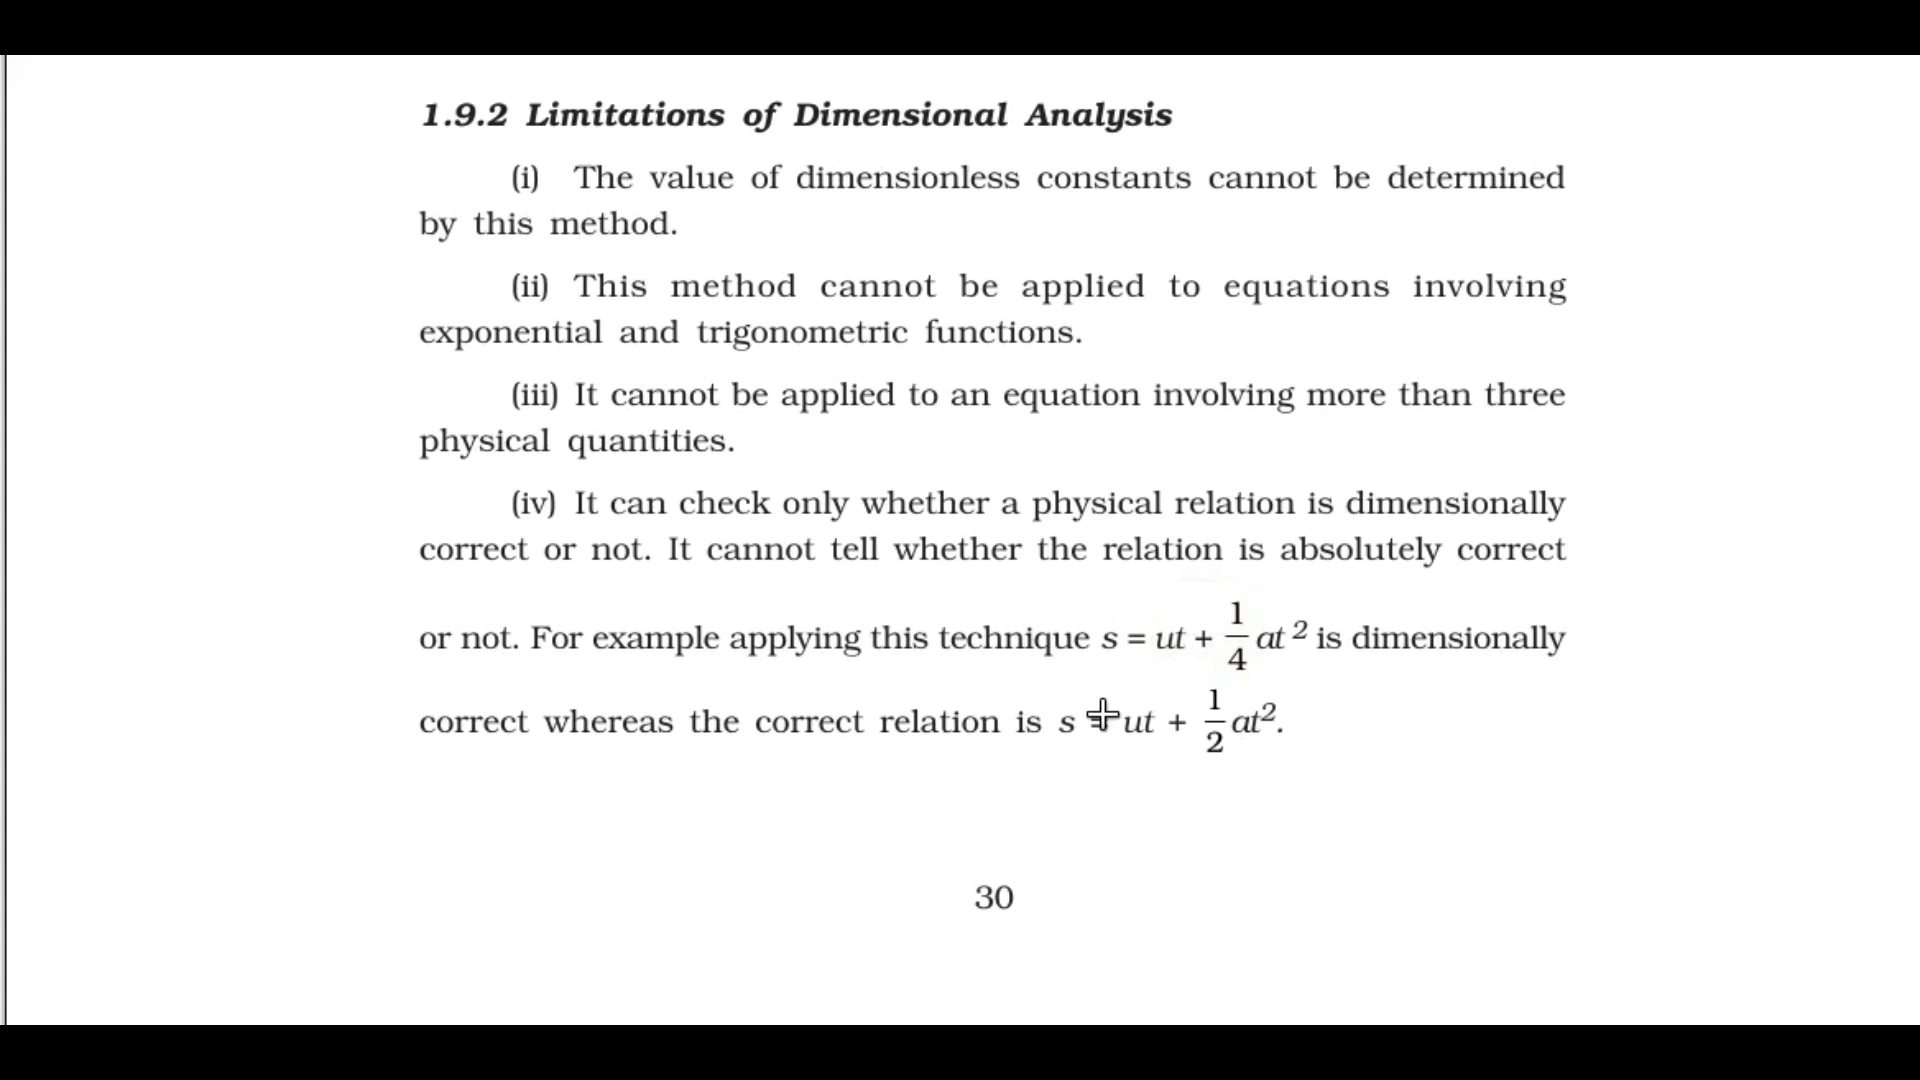 1.9.2 Limitations of Dimensional Analysis
(i) The value of dimensionless constants cannot be determined
by this method.
(ii) This method cannot be applied to equations involving
exponential and trigonometric functions.
(iii) It cannot be applied to an equation involving more than three
physical quantities.
(iv) It can check only whether a physical relation is dimensionally
correct or not. It cannot tell whether the relation is absolutely correct
or not. For example applying this technique s = ut + 1/4 at² is dimensionally
correct whereas the correct relation is s = ut + 1/2 at².
30